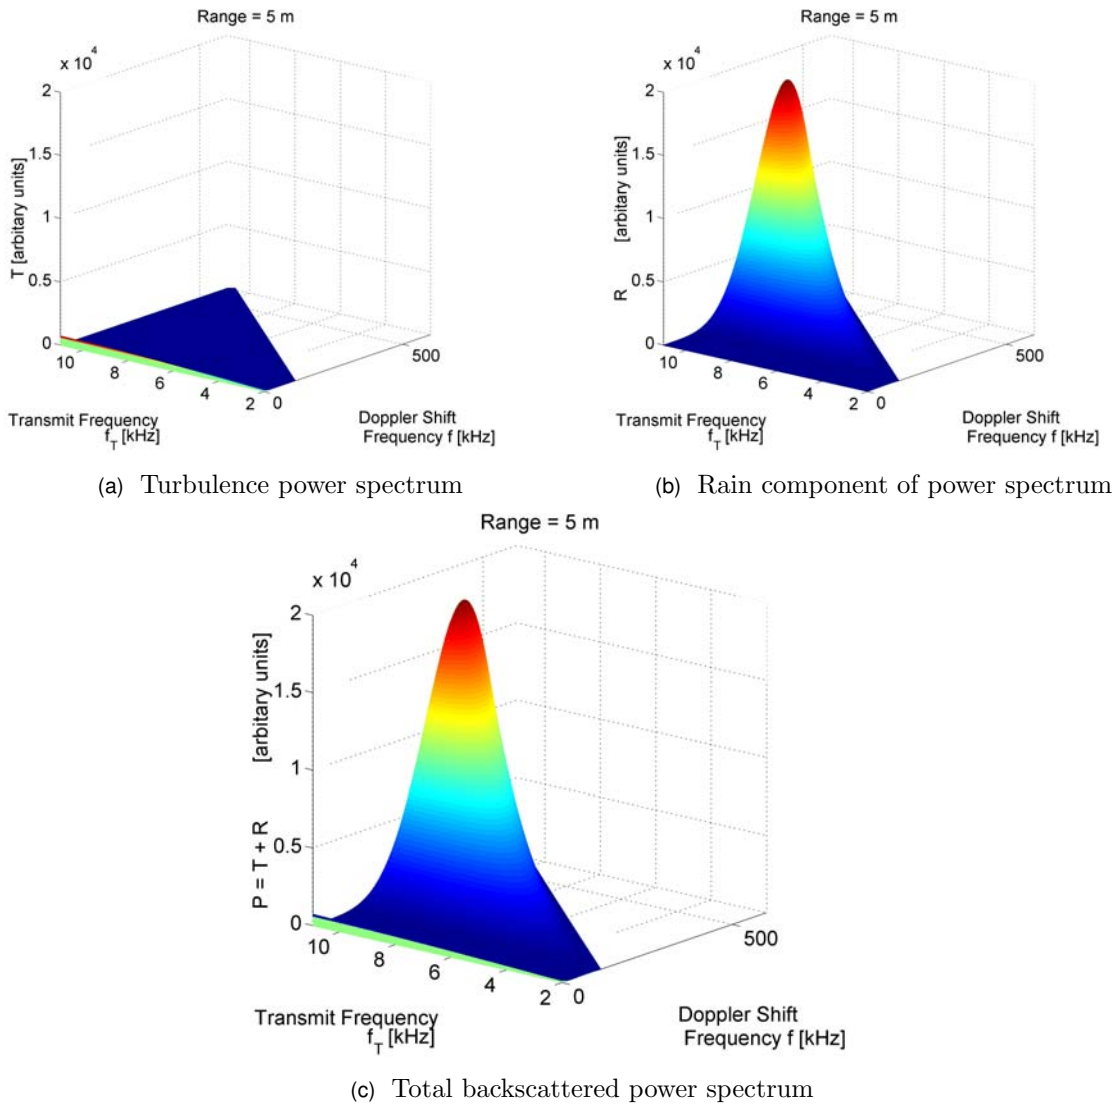 Range = 5 m
x 10^4
2
1.5
1
0.5
0
T [arbitary units]
10
8
6
4
2
0
500
Transmit Frequency
f_T [kHz]
Doppler Shift
Frequency f [kHz]
(a) Turbulence power spectrum
Range = 5 m
x 10^4
2
1.5
1
0.5
0
R [arbitary units]
10
8
6
4
2
0
500
Transmit Frequency
f_T [kHz]
Doppler Shift
Frequency f [kHz]
(b) Rain component of power spectrum
Range = 5 m
x 10^4
2
1.5
1
0.5
0
P = T + R [arbitary units]
10
8
6
4
2
0
500
Transmit Frequency
f_T [kHz]
Doppler Shift
Frequency f [kHz]
(c) Total backscattered power spectrum